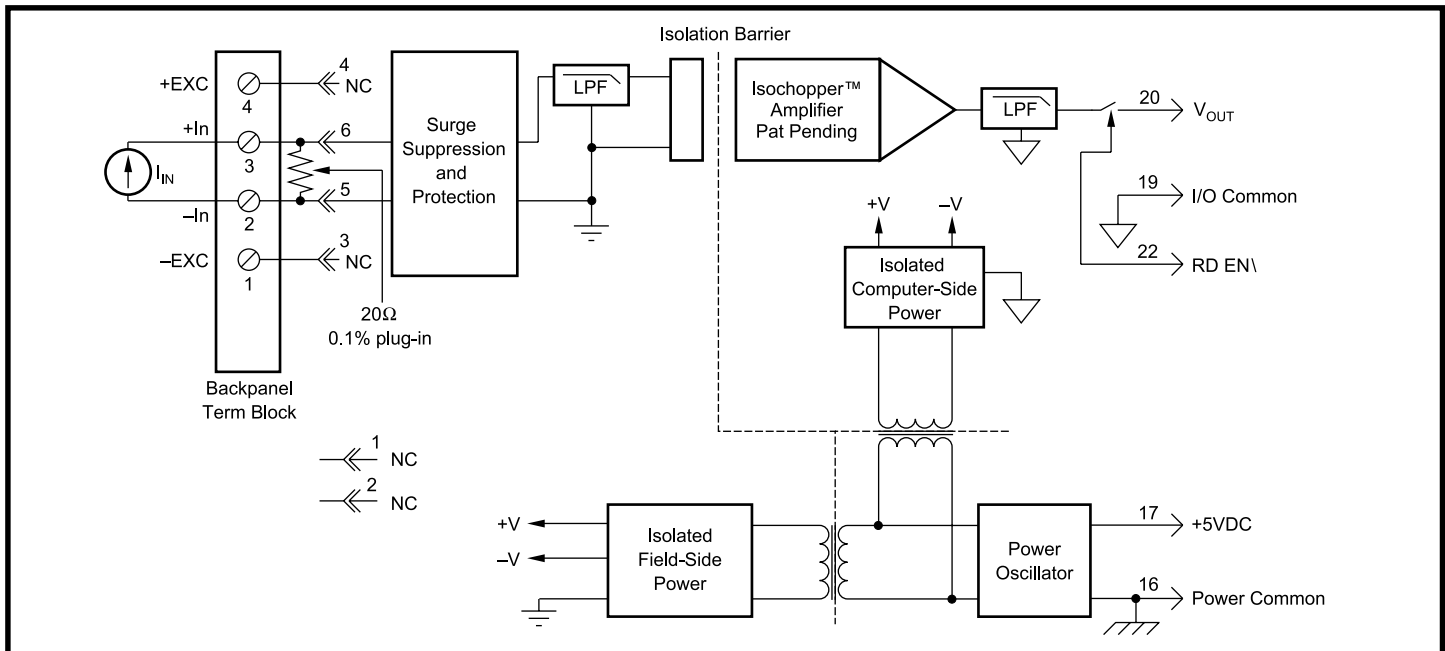 Isolation Barrier
+EXC
4
4
NC
+In
3
6
I_IN
–In
2
5
–EXC
1
3
NC
20Ω
0.1% plug-in
Backpanel
Term Block
Surge
Suppression
and
Protection
LPF
Isochopper™
Amplifier
Pat Pending
LPF
20
V_OUT
19
I/O Common
22
RD EN\
+V
–V
Isolated
Computer-Side
Power
1
NC
2
NC
+V
–V
Isolated
Field-Side
Power
Power
Oscillator
17
+5VDC
16
Power Common